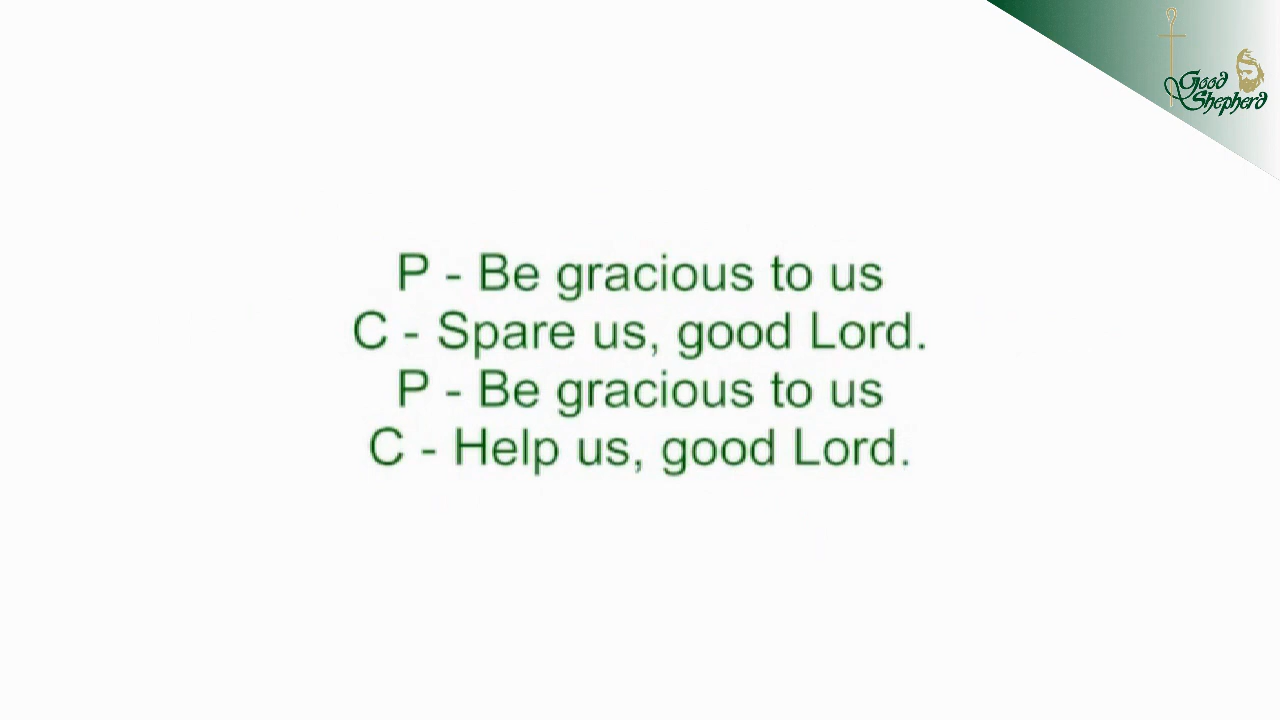 Good
Shepherd
P - Be gracious to us
C - Spare us, good Lord.
P - Be gracious to us
C - Help us, good Lord.